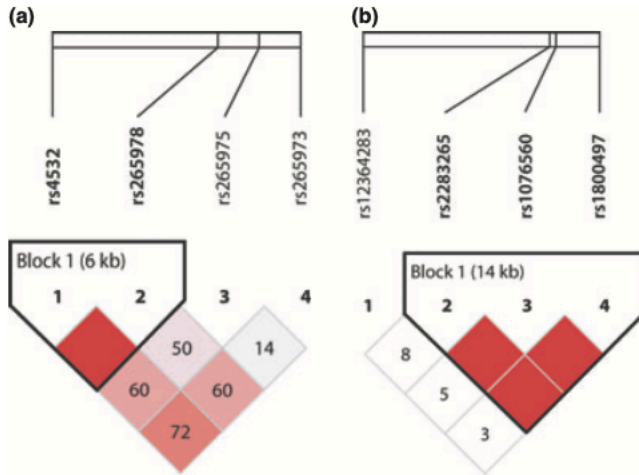 (a)
rs4532
rs265978
rs265975
rs265973
Block 1 (6 kb)
1 2 3 4
50 14
60 60
72
(b)
rs12364283
rs2283265
rs1076560
rs1800497
Block 1 (14 kb)
1 2 3 4
8
5
3